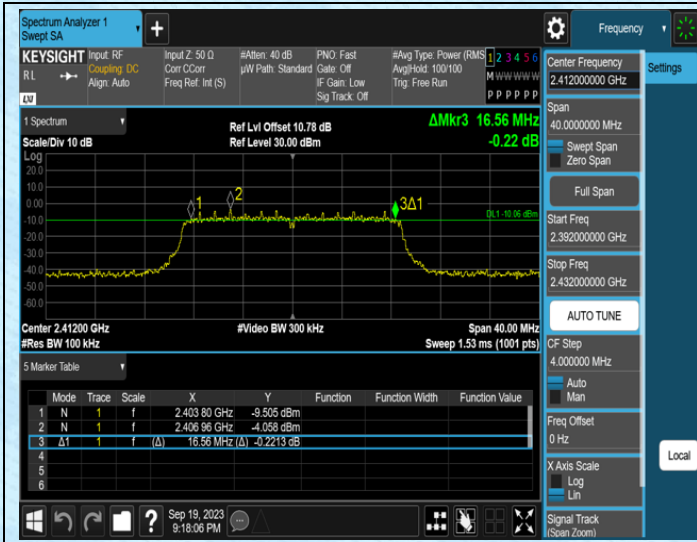 Spectrum Analyzer 1
Swept SA
+
Frequency
KEYSIGHT
RL
LXI
Input: RF
Coupling: DC
Align: Auto
Input Z: 50 Ω
Corr CCorr
Freq Ref: Int (S)
#Atten: 40 dB
µW Path: Standard
PNO: Fast
Gate: Off
IF Gain: Low
Sig Track: Off
#Avg Type: Power (RMS
Avg|Hold: 100/100
Trig: Free Run
1 2 3 4 5 6
M W W W W W
P P P P P P
1 Spectrum
Scale/Div 10 dB
Ref Lvl Offset 10.78 dB
Ref Level 30.00 dBm
ΔMkr3 16.56 MHz
-0.22 dB
Log
20.0
10.0
0.00
-10.0
-20.0
-30.0
-40.0
-50.0
-60.0
1
2
3Δ1
DL1 -10.06 dBm
Center 2.41200 GHz
#Video BW 300 kHz
Span 40.00 MHz
#Res BW 100 kHz
Sweep 1.53 ms (1001 pts)
5 Marker Table
Mode Trace Scale X Y Function Function Width Function Value
1 N 1 f 2.403 80 GHz -9.505 dBm
2 N 1 f 2.406 96 GHz -4.058 dBm
3 Δ1 1 f (Δ) 16.56 MHz (Δ) -0.2213 dB
4
5
6
?
Sep 19, 2023
9:18:06 PM
Center Frequency
2.412000000 GHz
Span
40.0000000 MHz
Swept Span
Zero Span
Full Span
Start Freq
2.392000000 GHz
Stop Freq
2.432000000 GHz
AUTO TUNE
CF Step
4.000000 MHz
Auto
Man
Freq Offset
0 Hz
X Axis Scale
Log
Lin
Signal Track
(Span Zoom)
Settings
Local